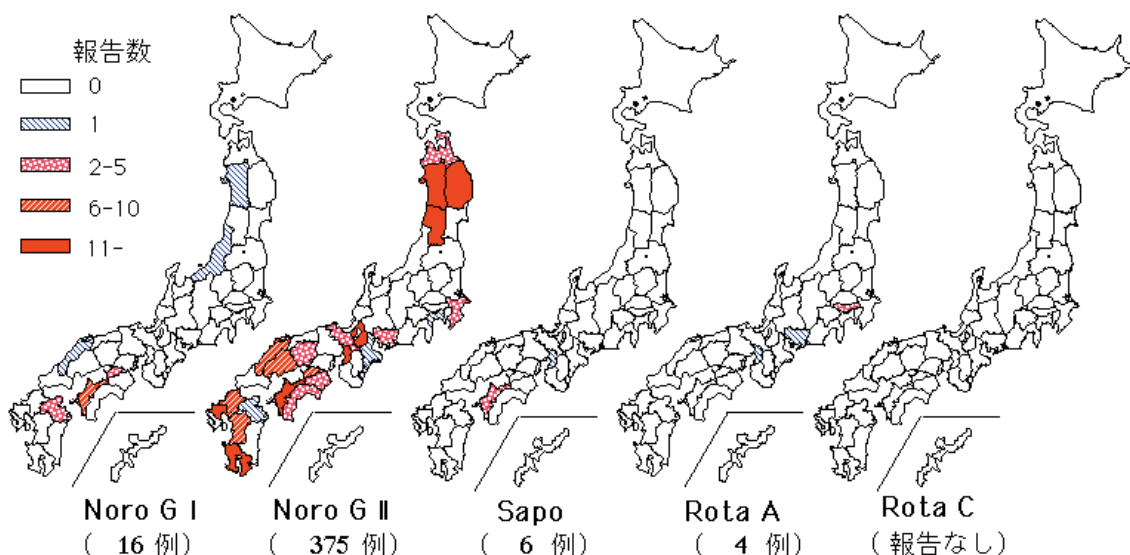 報告数
0
1
2-5
6-10
11-
Noro G I
( 16 例)
Noro G Ⅱ
( 375 例)
Sapo
( 6 例)
Rota A
( 4 例)
Rota C
(報告なし)